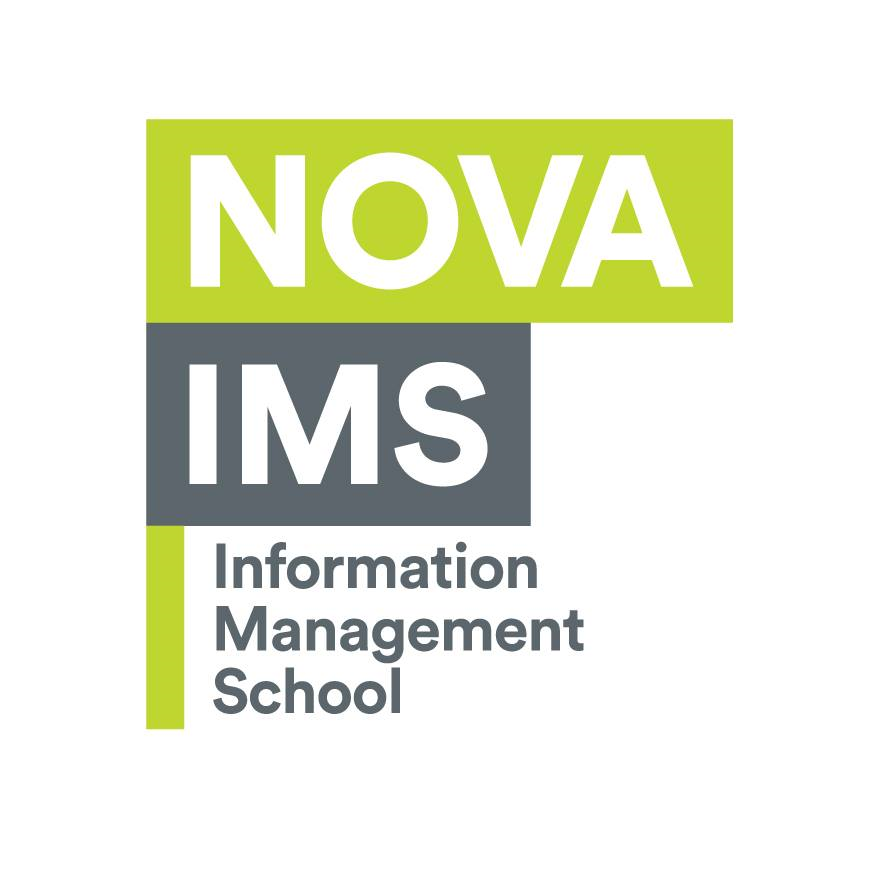 NOVA
IMS
Information
Management
School